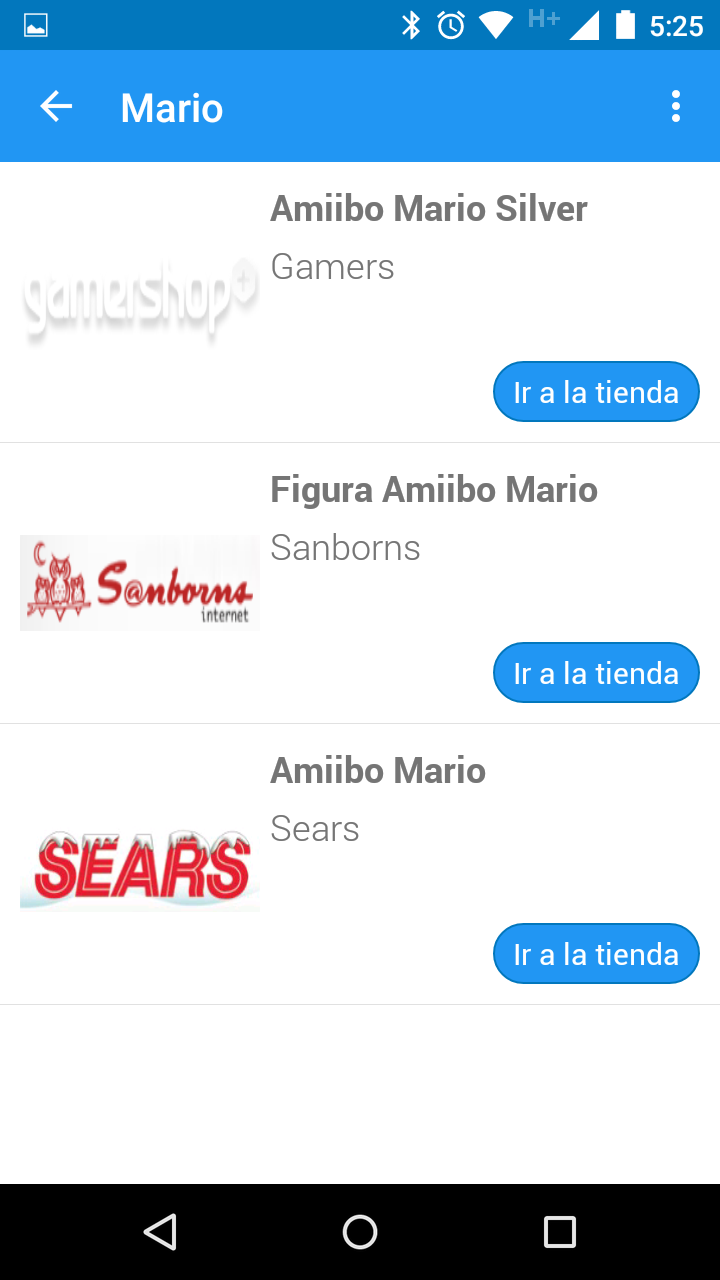 H+ 5:25
Mario
Amiibo Mario Silver
Gamers
gamershop+
Ir a la tienda
Figura Amiibo Mario
Sanborns
S@nborns
internet
Ir a la tienda
Amiibo Mario
Sears
SEARS
Ir a la tienda